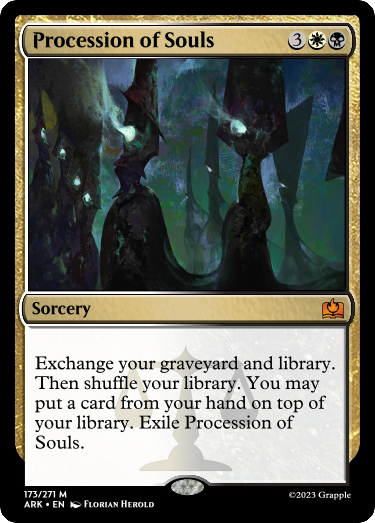 Procession of Souls 3
Sorcery
Exchange your graveyard and library.
Then shuffle your library. You may
put a card from your hand on top of
your library. Exile Procession of
Souls.
173/271 M
ARK • EN Florian Herold
©2023 Grapple